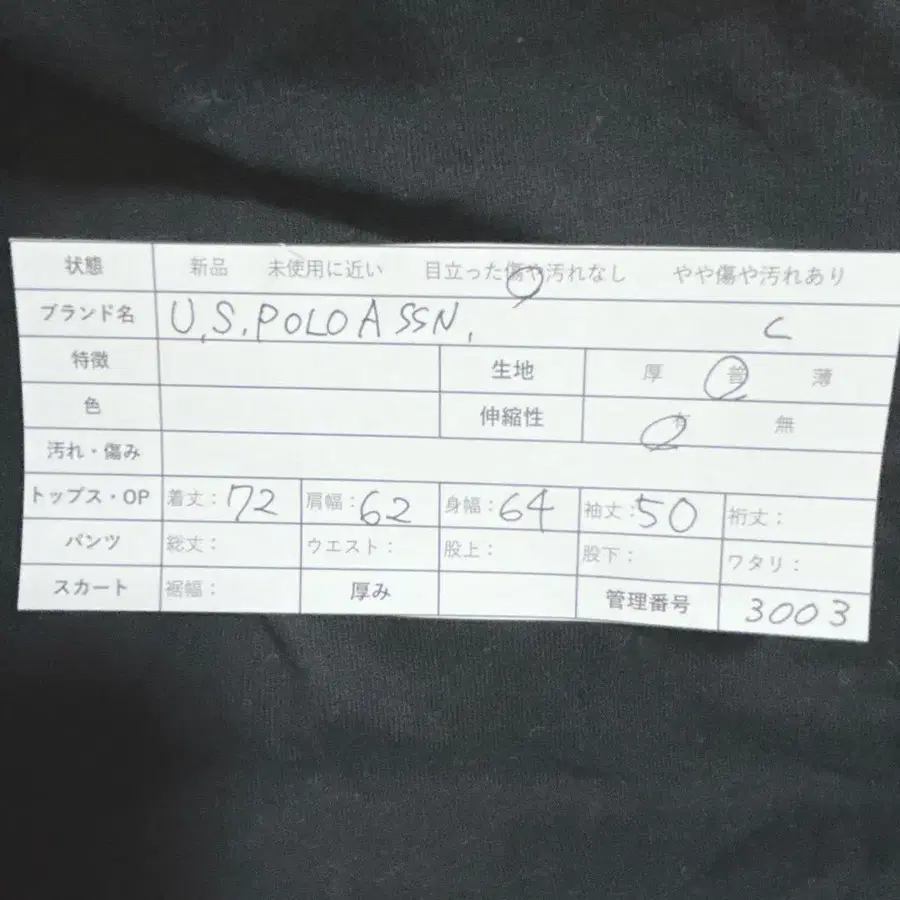 状態 新品 未使用に近い 目立った傷や汚れなし やや傷や汚れあり
ブランド名 U.S.POLO ASSN. C
特徴 生地 厚 普 薄
色 伸縮性 有 無
汚れ・傷み
トップス・OP 着丈：72 肩幅：62 身幅：64 袖丈：50 裄丈：
パンツ 総丈： ウエスト： 股上： 股下： ワタリ：
スカート 裾幅： 厚み 管理番号 3003